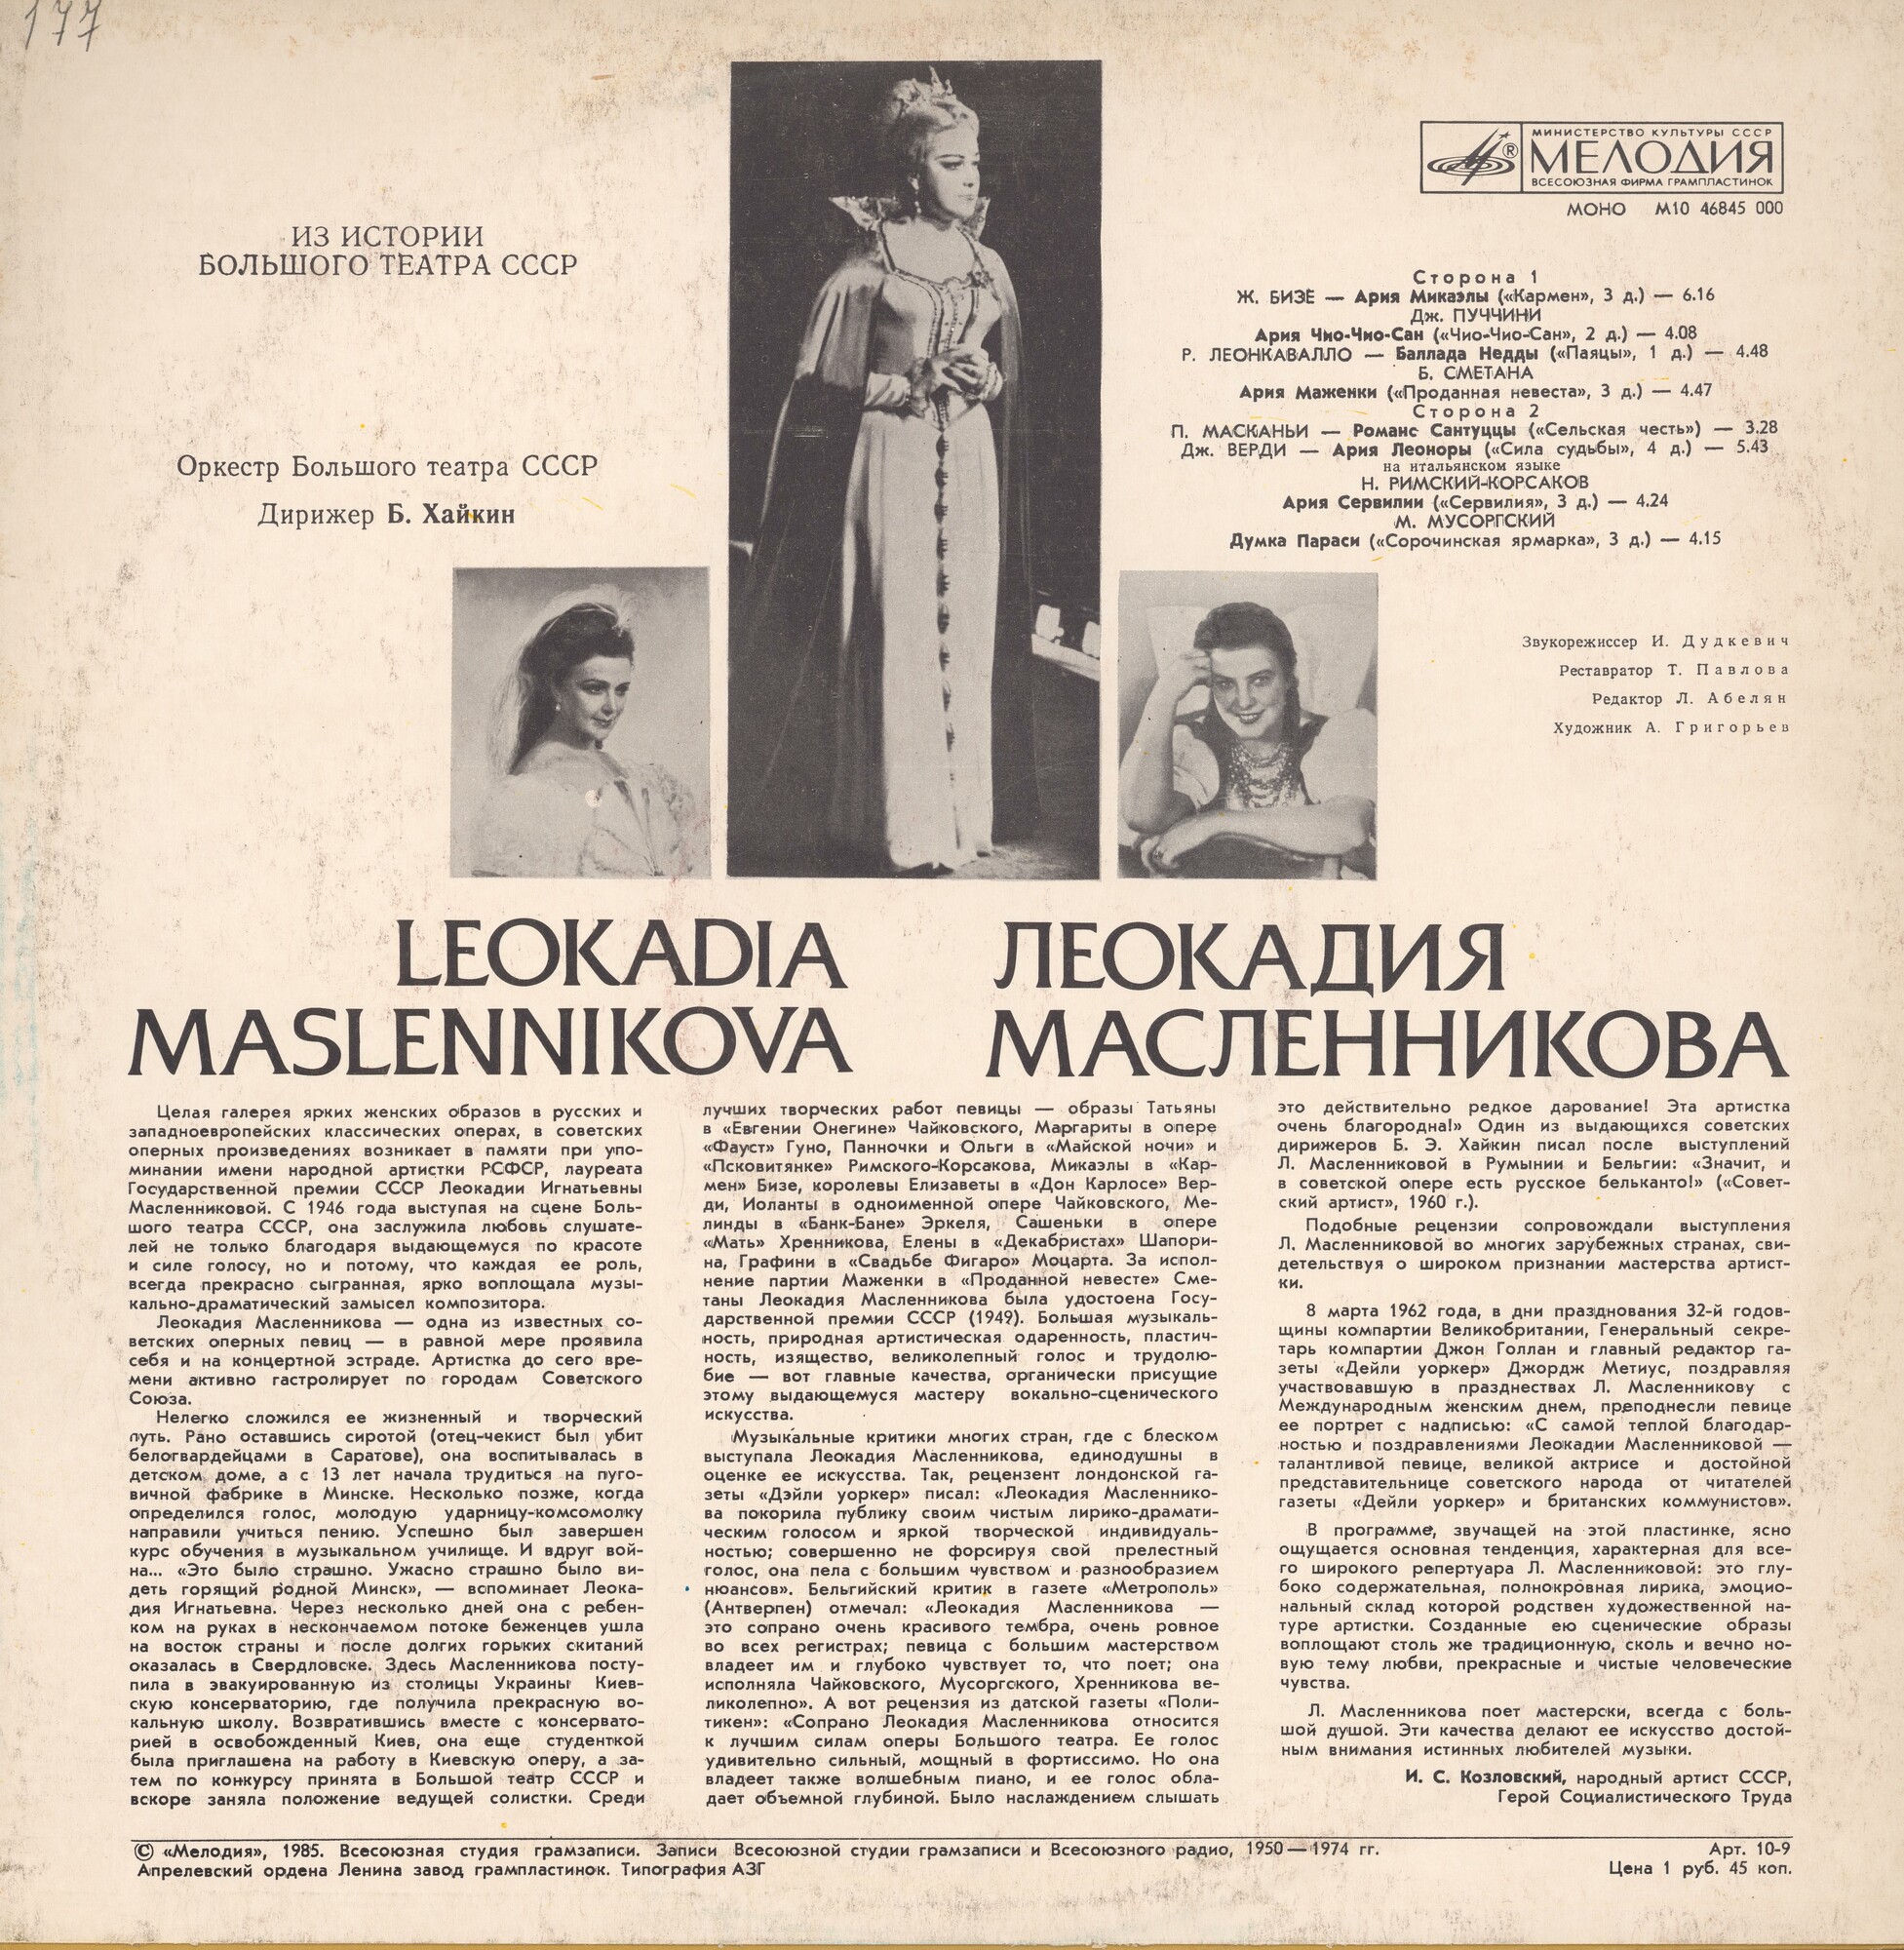 177
МИНИСТЕРСТВО КУЛЬТУРЫ СССР
МЕЛОДИЯ
ВСЕСОЮЗНАЯ ФИРМА ГРАМПЛАСТИНОК
МОНО М10 46845 000
ИЗ ИСТОРИИ
БОЛЬШОГО ТЕАТРА СССР
Оркестр Большого театра СССР
Дирижер Б. Хайкин
Сторона 1
Ж. БИЗЕ — Ария Микаэлы («Кармен», 3 д.) — 6.16
Дж. ПУЧЧИНИ
Ария Чио-Чио-Сан («Чио-Чио-Сан», 2 д.) — 4.08
Р. ЛЕОНКАВАЛЛО — Баллада Недды («Паяцы», 1 д.) — 4.48
Б. СМЕТАНА
Ария Маженки («Проданная невеста», 3 д.) — 4.47
Сторона 2
П. МАСКАНЬИ — Романс Сантуццы («Сельская честь») — 3.28
Дж. ВЕРДИ — Ария Леоноры («Сила судьбы», 4 д.) — 5.43
на итальянском языке
Н. РИМСКИЙ-КОРСАКОВ
Ария Сервилии («Сервилия», 3 д.) — 4.24
М. МУСОРГСКИЙ
Думка Параси («Сорочинская ярмарка», 3 д.) — 4.15
Звукорежиссер И. Дудкевич
Реставратор Т. Павлова
Редактор Л. Абелян
Художник А. Григорьев
LEOKADIA
MASLENNIKOVA
ЛЕОКАДИЯ
МАСЛЕННИКОВА
Целая галерея ярких женских образов в русских и
западноевропейских классических операх, в советских
оперных произведениях возникает в памяти при упо-
минании имени народной артистки РСФСР, лауреата
Государственной премии СССР Леокадии Игнатьевны
Масленниковой. С 1946 года выступая на сцене Боль-
шого театра СССР, она заслужила любовь слушате-
лей не только благодаря выдающемуся по красоте
и силе голосу, но и потому, что каждая ее роль,
всегда прекрасно сыгранная, ярко воплощала музы-
кально-драматический замысел композитора.
Леокадия Масленникова — одна из известных со-
ветских оперных певиц — в равной мере проявила
себя и на концертной эстраде. Артистка до сего вре-
мени активно гастролирует по городам Советского
Союза.
Нелегко сложился ее жизненный и творческий
путь. Рано оставшись сиротой (отец-чекист был убит
белогвардейцами в Саратове), она воспитывалась в
детском доме, а с 13 лет начала трудиться на пуго-
вичной фабрике в Минске. Несколько позже, когда
определился голос, молодую ударницу-комсомолку
направили учиться пению. Успешно был завершен
курс обучения в музыкальном училище. И вдруг вой-
на... «Это было страшно. Ужасно страшно было ви-
деть горящий родной Минск», — вспоминает Леока-
дия Игнатьевна. Через несколько дней она с ребен-
ком на руках в нескончаемом потоке беженцев ушла
на восток страны и после долгих горьких скитаний
оказалась в Свердловске. Здесь Масленникова посту-
пила в эвакуированную из столицы Украины Киев-
скую консерваторию, где получила прекрасную во-
кальную школу. Возвратившись вместе с консервато-
рией в освобожденный Киев, она еще студенткой
была приглашена на работу в Киевскую оперу, а за-
тем по конкурсу принята в Большой театр СССР и
вскоре заняла положение ведущей солистки. Среди
лучших творческих работ певицы — образы Татьяны
в «Евгении Онегине» Чайковского, Маргариты в опере
«Фауст» Гуно, Панночки и Ольги в «Майской ночи» и
«Псковитянке» Римского-Корсакова, Микаэлы в «Кар-
мен» Бизе, королевы Елизаветы в «Дон Карлосе» Вер-
ди, Иоланты в одноименной опере Чайковского, Ме-
линды в «Банк-Бане» Эркеля, Сашеньки в опере
«Мать» Хренникова, Елены в «Декабристах» Шапори-
на, Графини в «Свадьбе Фигаро» Моцарта. За испол-
нение партии Маженки в «Проданной невесте» Сме-
таны Леокадия Масленникова была удостоена Госу-
дарственной премии СССР (1949). Большая музыкаль-
ность, природная артистическая одаренность, пластич-
ность, изящество, великолепный голос и трудолю-
бие — вот главные качества, органически присущие
этому выдающемуся мастеру вокально-сценического
искусства.
Музыкальные критики многих стран, где с блеском
выступала Леокадия Масленникова, единодушны в
оценке ее искусства. Так, рецензент лондонской га-
зеты «Дэйли уоркер» писал: «Леокадия Масленнико-
ва покорила публику своим чистым лирико-драмати-
ческим голосом и яркой творческой индивидуаль-
ностью; совершенно не форсируя свой прелестный
голос, она пела с большим чувством и разнообразием
нюансов». Бельгийский критик в газете «Метрополь»
(Антверпен) отмечал: «Леокадия Масленникова —
это сопрано очень красивого тембра, очень ровное
во всех регистрах; певица с большим мастерством
владеет им и глубоко чувствует то, что поет; она
исполняла Чайковского, Мусоргского, Хренникова ве-
ликолепно». А вот рецензия из датской газеты «Поли-
тикен»: «Сопрано Леокадия Масленникова относится
к лучшим силам оперы Большого театра. Ее голос
удивительно сильный, мощный в фортиссимо. Но она
владеет также волшебным пиано, и ее голос обла-
дает объемной глубиной. Было наслаждением слышать
это действительно редкое дарование! Эта артистка
очень благородна!» Один из выдающихся советских
дирижеров Б. Э. Хайкин писал после выступлений
Л. Масленниковой в Румынии и Бельгии: «Значит, и
в советской опере есть русское бельканто!» («Совет-
ский артист», 1960 г.).
Подобные рецензии сопровождали выступления
Л. Масленниковой во многих зарубежных странах, сви-
детельствуя о широком признании мастерства артист-
ки.
8 марта 1962 года, в дни празднования 32-й годов-
щины компартии Великобритании, Генеральный секре-
тарь компартии Джон Голлан и главный редактор га-
зеты «Дейли уоркер» Джордж Метиус, поздравляя
участвовавшую в празднествах Л. Масленникову с
Международным женским днем, преподнесли певице
ее портрет с надписью: «С самой теплой благодар-
ностью и поздравлениями Леокадии Масленниковой —
талантливой певице, великой актрисе и достойной
представительнице советского народа от читателей
газеты «Дейли уоркер» и британских коммунистов».
В программе, звучащей на этой пластинке, ясно
ощущается основная тенденция, характерная для все-
го широкого репертуара Л. Масленниковой: это глу-
боко содержательная, полнокровная лирика, эмоцио-
нальный склад которой родствен художественной на-
туре артистки. Созданные ею сценические образы
воплощают столь же традиционную, сколь и вечно но-
вую тему любви, прекрасные и чистые человеческие
чувства.
Л. Масленникова поет мастерски, всегда с боль-
шой душой. Эти качества делают ее искусство достой-
ным внимания истинных любителей музыки.
И. С. Козловский, народный артист СССР,
Герой Социалистического Труда
© «Мелодия», 1985. Всесоюзная студия грамзаписи. Записи Всесоюзной студии грамзаписи и Всесоюзного радио, 1950—1974 гг.
Апрелевский ордена Ленина завод грампластинок. Типография АЗГ
Арт. 10-9
Цена 1 руб. 45 коп.